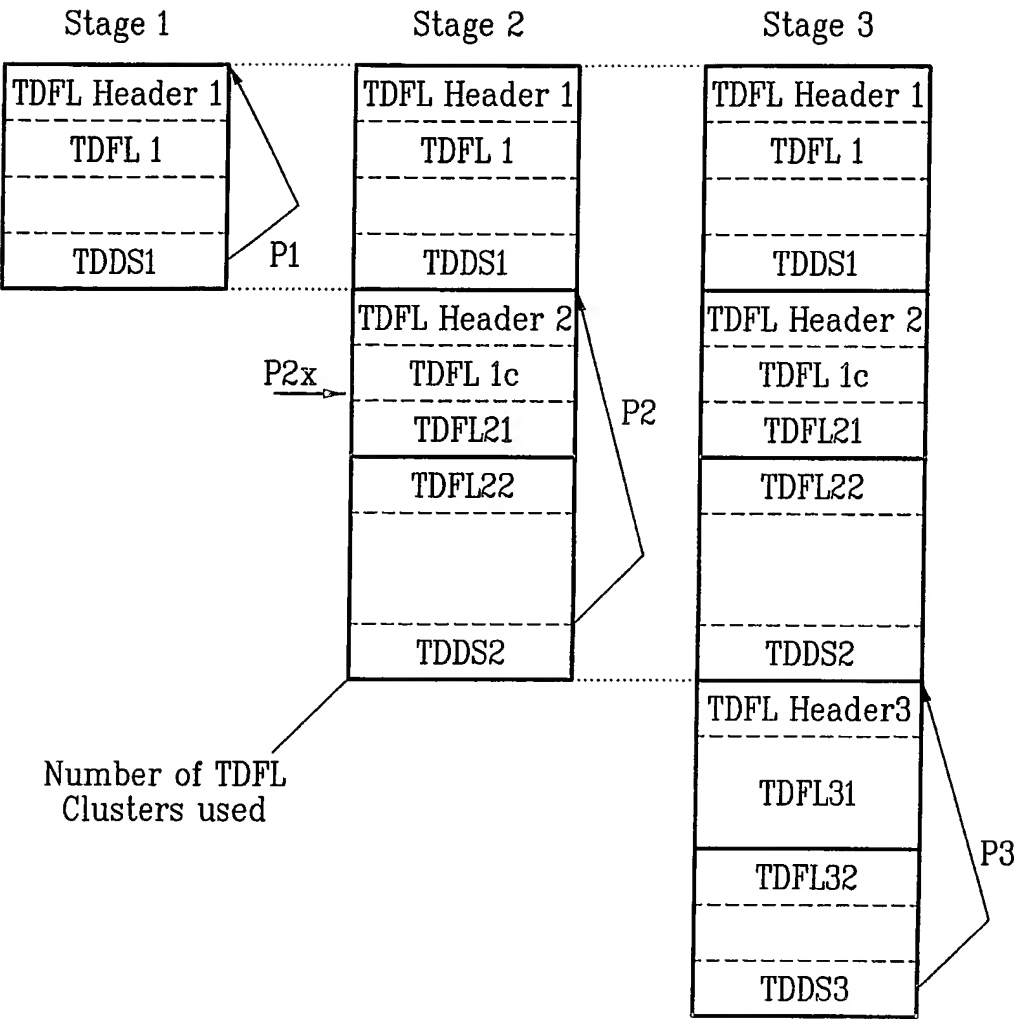 Stage 1
Stage 2
Stage 3
TDFL Header 1
TDFL 1
TDDS1
P1
TDFL Header 1
TDFL 1
TDDS1
TDFL Header 2
TDFL 1c
TDFL21
TDFL22
TDDS2
P2x
P2
Number of TDFL
Clusters used
TDFL Header 1
TDFL 1
TDDS1
TDFL Header 2
TDFL 1c
TDFL21
TDFL22
TDDS2
TDFL Header3
TDFL31
TDFL32
TDDS3
P3